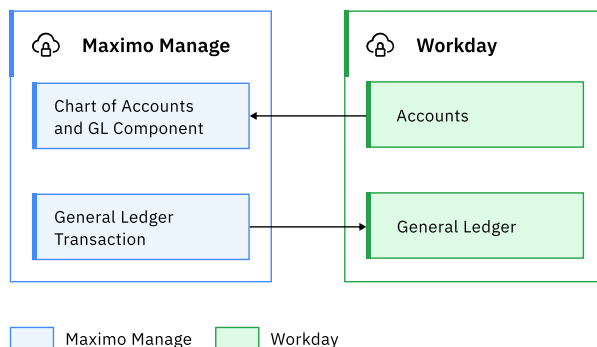 Maximo Manage
Workday
Chart of Accounts
and GL Component
Accounts
General Ledger
Transaction
General Ledger
Maximo Manage
Workday